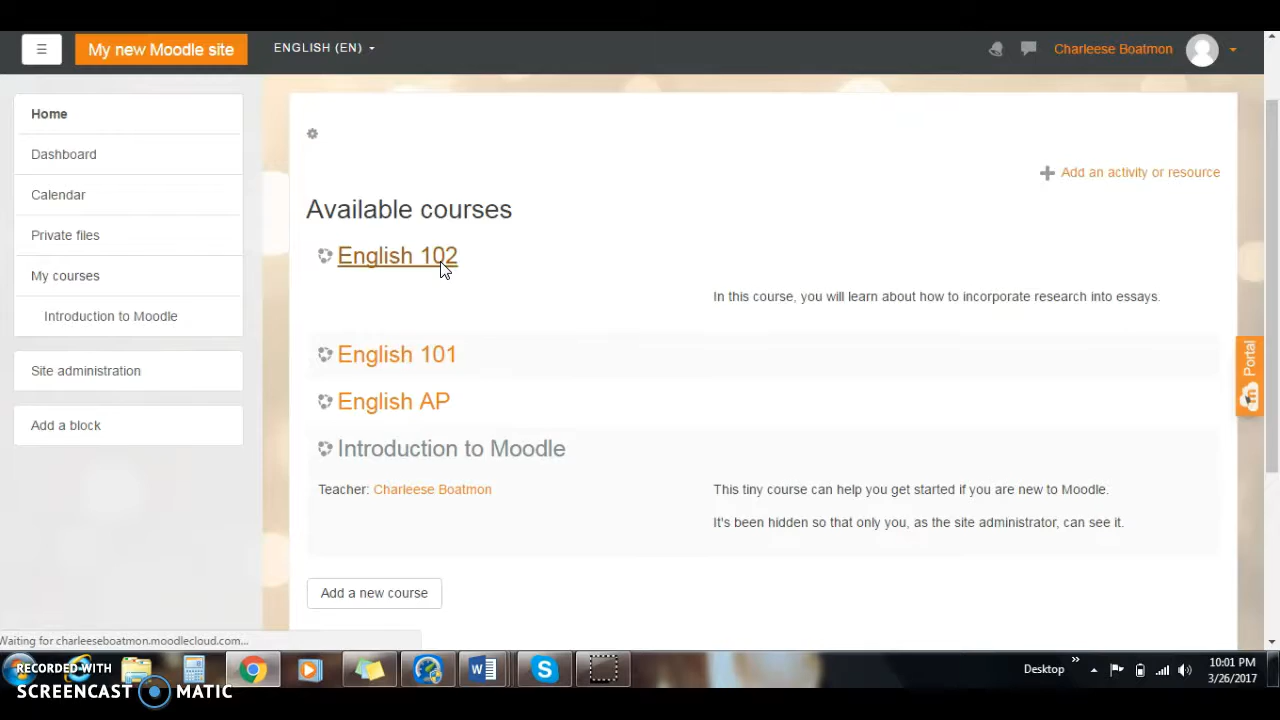 ☰ My new Moodle site ENGLISH (EN) Charleese Boatmon
Home
Dashboard
Calendar
Private files
My courses
Introduction to Moodle
Site administration
Add a block
Add an activity or resource
Available courses
English 102
In this course, you will learn about how to incorporate research into essays.
English 101
English AP
Introduction to Moodle
Teacher: Charleese Boatmon
This tiny course can help you get started if you are new to Moodle.
It's been hidden so that only you, as the site administrator, can see it.
Add a new course
Portal
Waiting for charleeseboatmon.moodlecloud.com...
RECORDED WITH
SCREENCAST MATIC
Desktop
10:01 PM
3/26/2017